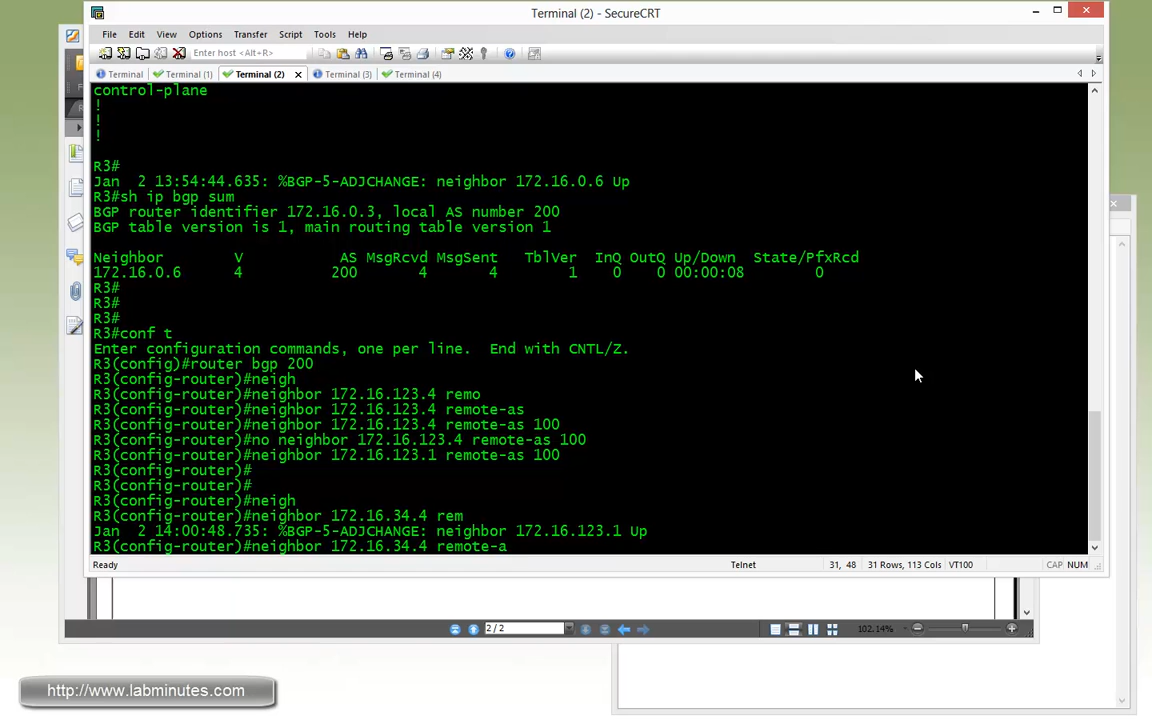 Terminal (2) - SecureCRT
File Edit View Options Transfer Script Tools Help
Enter host <Alt+R>
Terminal Terminal (1) Terminal (2) Terminal (3) Terminal (4)
control-plane
!
!
!
R3#
Jan  2 13:54:44.635: %BGP-5-ADJCHANGE: neighbor 172.16.0.6 Up
R3#sh ip bgp sum
BGP router identifier 172.16.0.3, local AS number 200
BGP table version is 1, main routing table version 1
Neighbor V AS MsgRcvd MsgSent TblVer InQ OutQ Up/Down State/PfxRcd
172.16.0.6 4 200 4 4 1 0 0 00:00:08 0
R3#
R3#
R3#
R3#conf t
Enter configuration commands, one per line.  End with CNTL/Z.
R3(config)#router bgp 200
R3(config-router)#neigh
R3(config-router)#neighbor 172.16.123.4 remo
R3(config-router)#neighbor 172.16.123.4 remote-as
R3(config-router)#neighbor 172.16.123.4 remote-as 100
R3(config-router)#no neighbor 172.16.123.4 remote-as 100
R3(config-router)#neighbor 172.16.123.1 remote-as 100
R3(config-router)#
R3(config-router)#
R3(config-router)#neigh
R3(config-router)#neighbor 172.16.34.4 rem
Jan  2 14:00:48.735: %BGP-5-ADJCHANGE: neighbor 172.16.123.1 Up
R3(config-router)#neighbor 172.16.34.4 remote-a
Ready Telnet 31, 48 31 Rows, 113 Cols VT100 CAP NUM
2 / 2 102.14%
http://www.labminutes.com